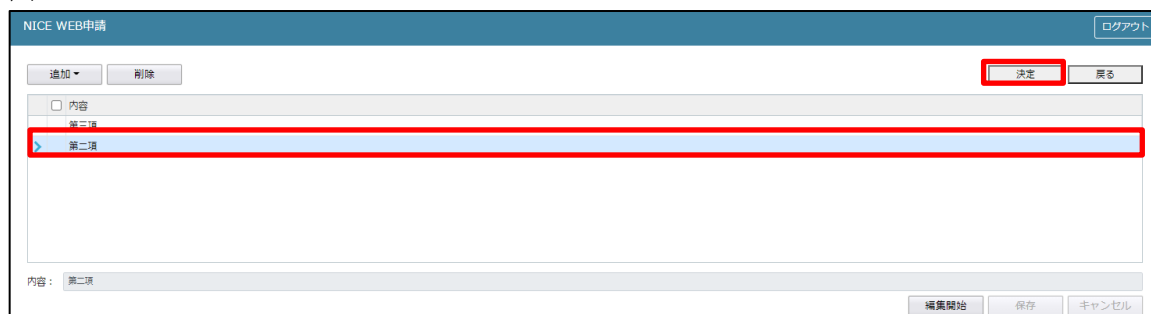 NICE WEB申請 ログアウト
追加 削除 決定 戻る
内容
第三項
第二項
内容： 第二項
編集開始 保存 キャンセル